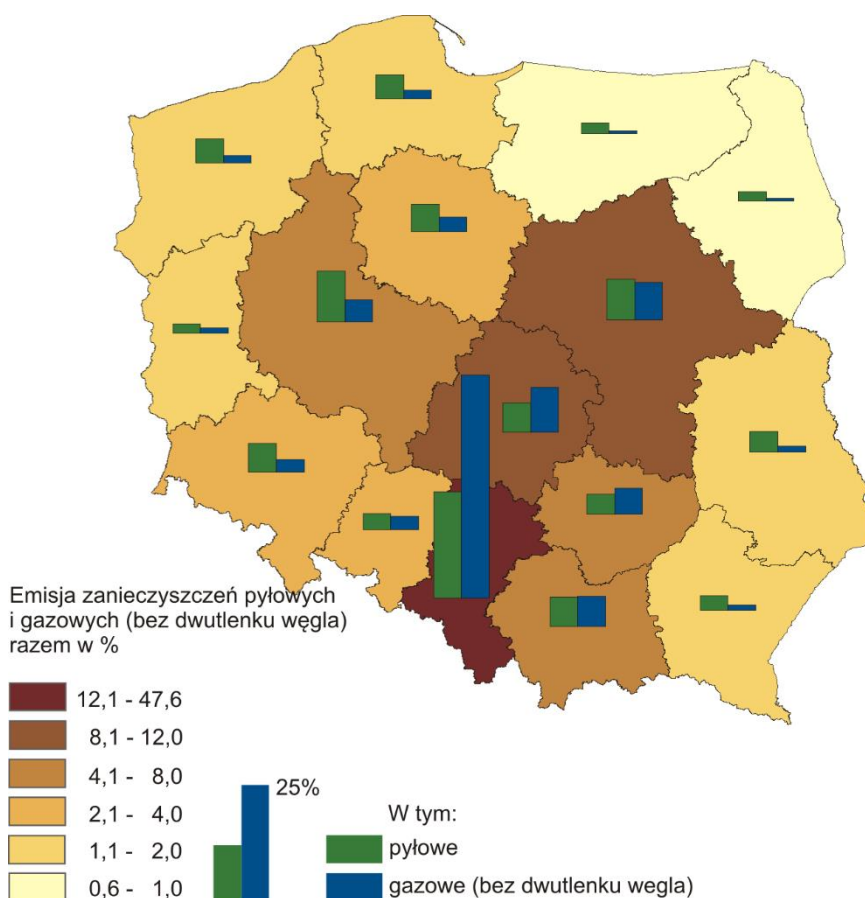 Emisja zanieczyszczeń pyłowych
i gazowych (bez dwutlenku węgla)
razem w %
12,1 - 47,6
8,1 - 12,0
4,1 - 8,0
2,1 - 4,0
1,1 - 2,0
0,6 - 1,0
25%
W tym:
pyłowe
gazowe (bez dwutlenku wegla)